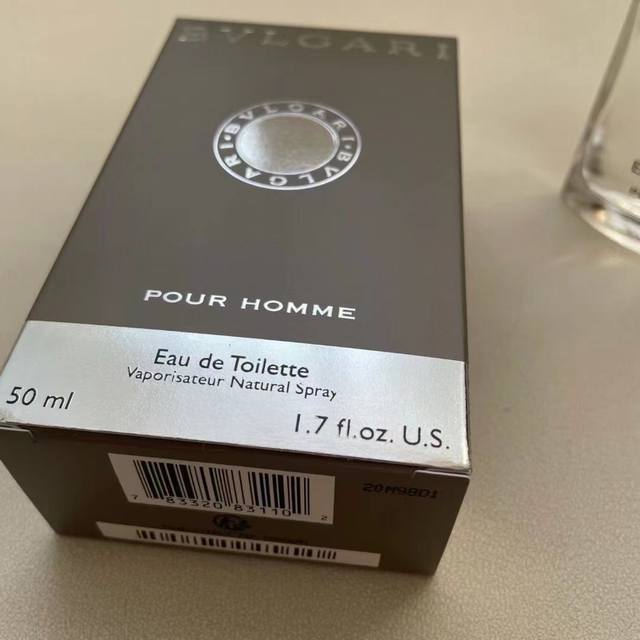 BVLGARI
BVLGARI • BVLGARI •
POUR HOMME
Eau de Toilette
Vaporisateur Natural Spray
50 ml
1.7 fl.oz. U.S.
7 83320 83110 2
20M98D1